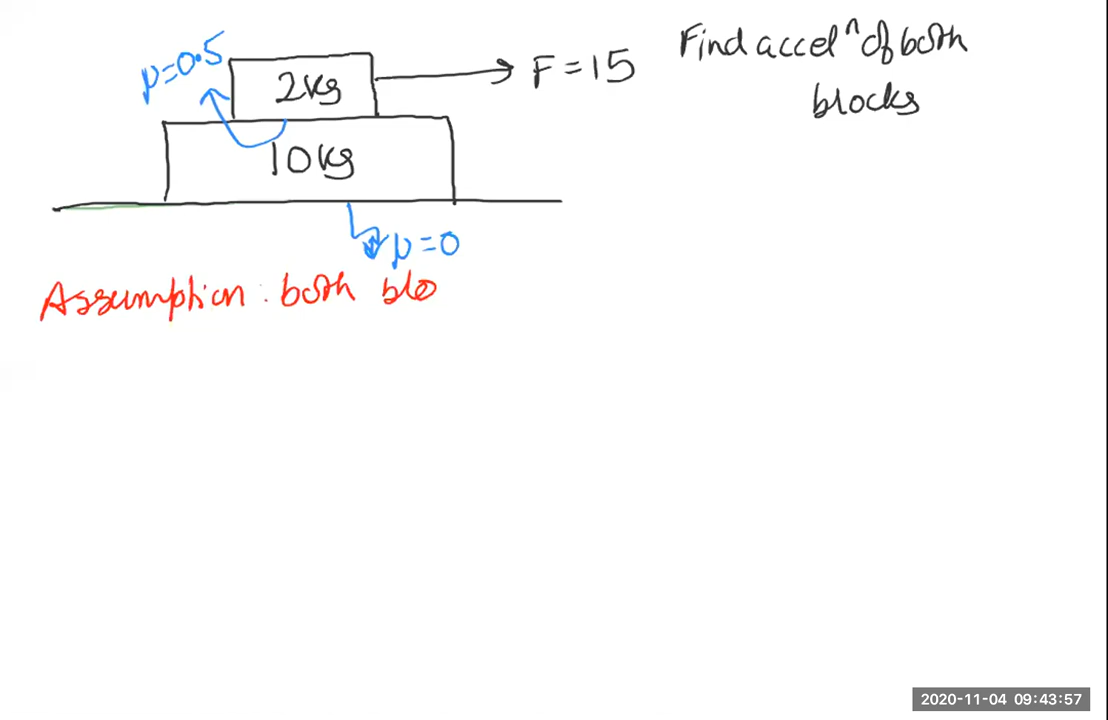 μ=0.5
2kg
F = 15
Find accelⁿ of both
blocks
10kg
μ = 0
Assumption : both blo
2020-11-04 09:43:57